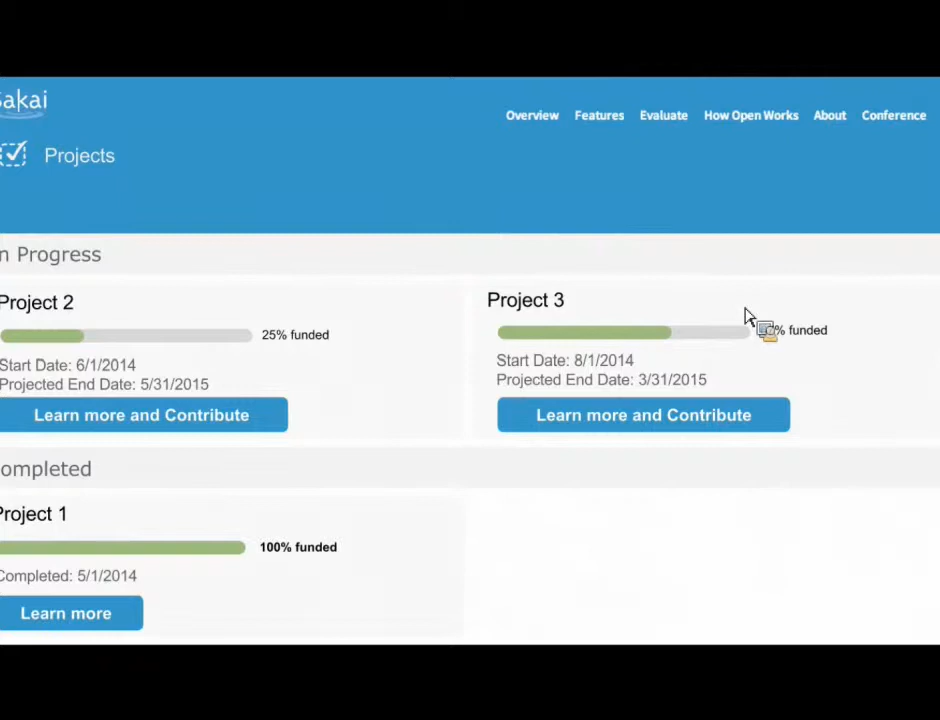 akai
Overview Features Evaluate How Open Works About Conference
Projects
n Progress
Project 2
25% funded
Start Date: 6/1/2014
Projected End Date: 5/31/2015
Learn more and Contribute
Project 3
% funded
Start Date: 8/1/2014
Projected End Date: 3/31/2015
Learn more and Contribute
ompleted
Project 1
100% funded
Completed: 5/1/2014
Learn more